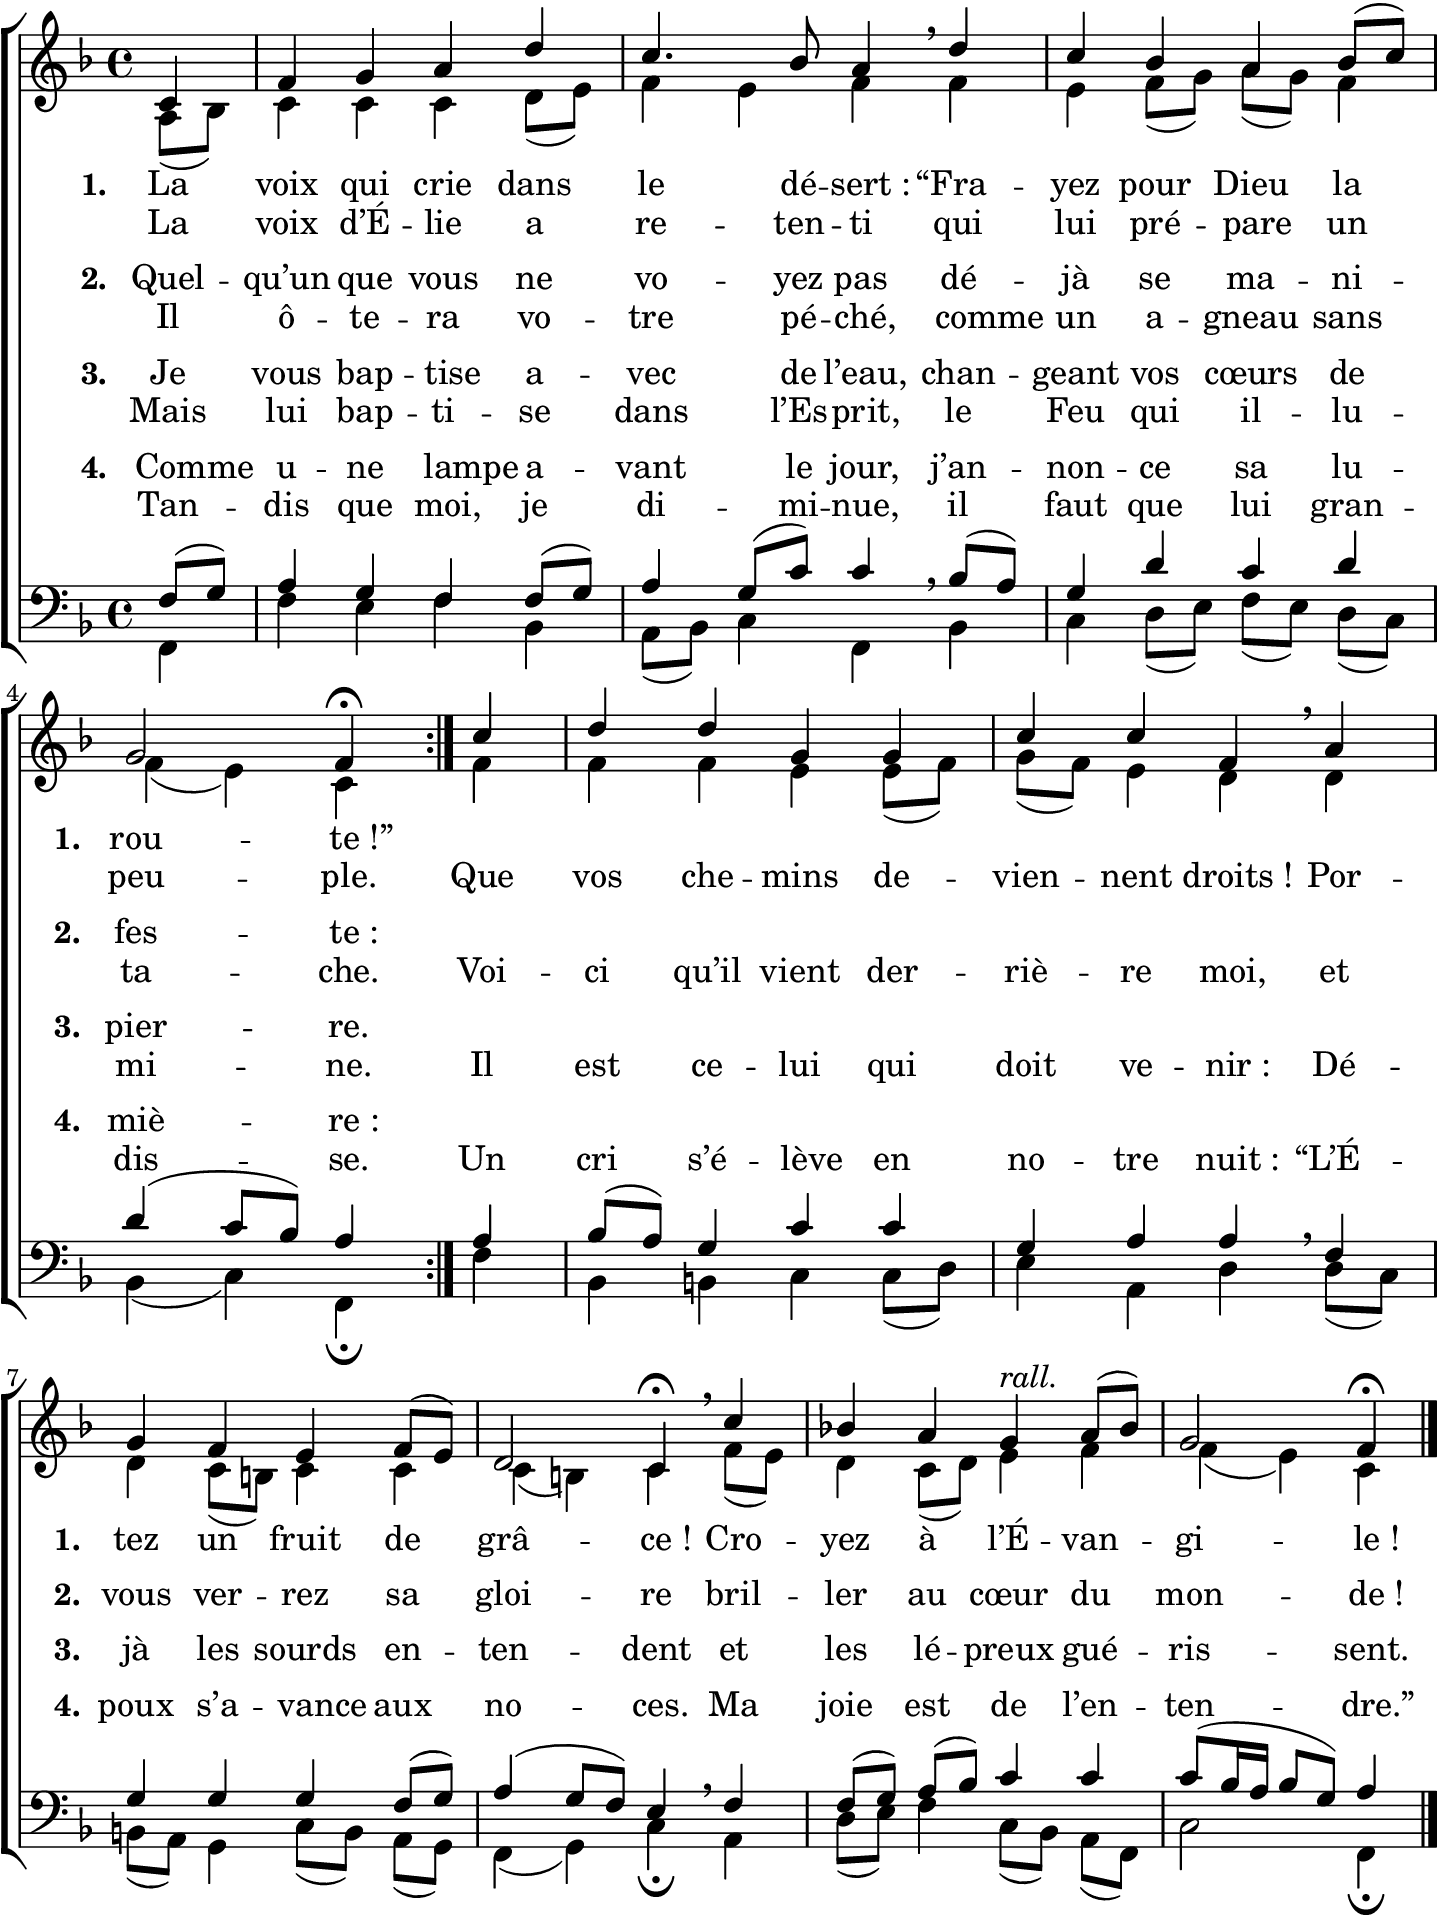 1. La voix qui crie dans le dé -- sert : “Fra -- yez pour Dieu la
La voix d’É -- lie a re -- ten -- ti qui lui pré -- pare un
2. Quel -- qu’un que vous ne vo -- yez pas dé -- jà se ma -- ni --
Il ô -- te -- ra vo -- tre pé -- ché, comme un a -- gneau sans
3. Je vous bap -- tise a -- vec de l’eau, chan -- geant vos cœurs de
Mais lui bap -- ti -- se dans l’Es -- prit, le Feu qui il -- lu --
4. Comme u -- ne lampe a -- vant le jour, j’an -- non -- ce sa lu --
Tan -- dis que moi, je di -- mi -- nue, il faut que lui gran --
4
1. rou -- te !”
peu -- ple. Que vos che -- mins de -- vien -- nent droits ! Por --
2. fes -- te :
ta -- che. Voi -- ci qu’il vient der -- riè -- re moi, et
3. pier -- re.
mi -- ne. Il est ce -- lui qui doit ve -- nir : Dé --
4. miè -- re :
dis -- se. Un cri s’é -- lève en no -- tre nuit : “L’É --
7
rall.
1. tez un fruit de grâ -- ce ! Cro -- yez à l’É -- van -- gi -- le !
2. vous ver -- rez sa gloi -- re bril -- ler au cœur du mon -- de !
3. jà les sourds en -- ten -- dent et les lé -- preux gué -- ris -- sent.
4. poux s’a -- vance aux no -- ces. Ma joie est de l’en -- ten -- dre.”